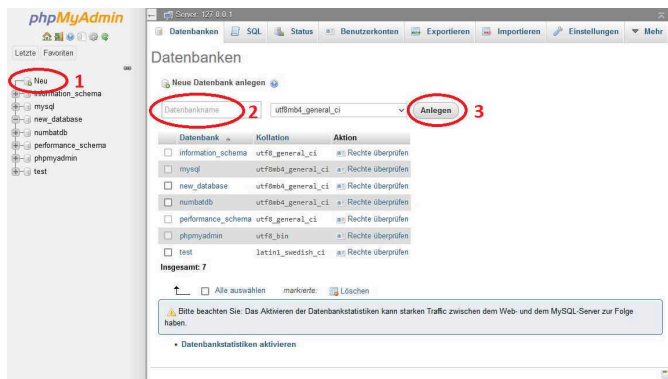 phpMyAdmin
Letzte Favoriten
Neu
1
information_schema
mysql
new_database
numbatdb
performance_schema
phpmyadmin
test
Server: 127.0.0.1
Datenbanken SQL Status Benutzerkonten Exportieren Importieren Einstellungen Mehr
Datenbanken
Neue Datenbank anlegen
Datenbankname 2 utf8mb4_general_ci Anlegen 3
Datenbank Kollation Aktion
information_schema utf8_general_ci Rechte überprüfen
mysql utf8mb4_general_ci Rechte überprüfen
new_database utf8mb4_general_ci Rechte überprüfen
numbatdb utf8mb4_general_ci Rechte überprüfen
performance_schema utf8_general_ci Rechte überprüfen
phpmyadmin utf8_bin Rechte überprüfen
test latin1_swedish_ci Rechte überprüfen
Insgesamt: 7
Alle auswählen markierte: Löschen
Bitte beachten Sie: Das Aktivieren der Datenbankstatistiken kann starken Traffic zwischen dem Web- und dem MySQL-Server zur Folge
haben.
• Datenbankstatistiken aktivieren